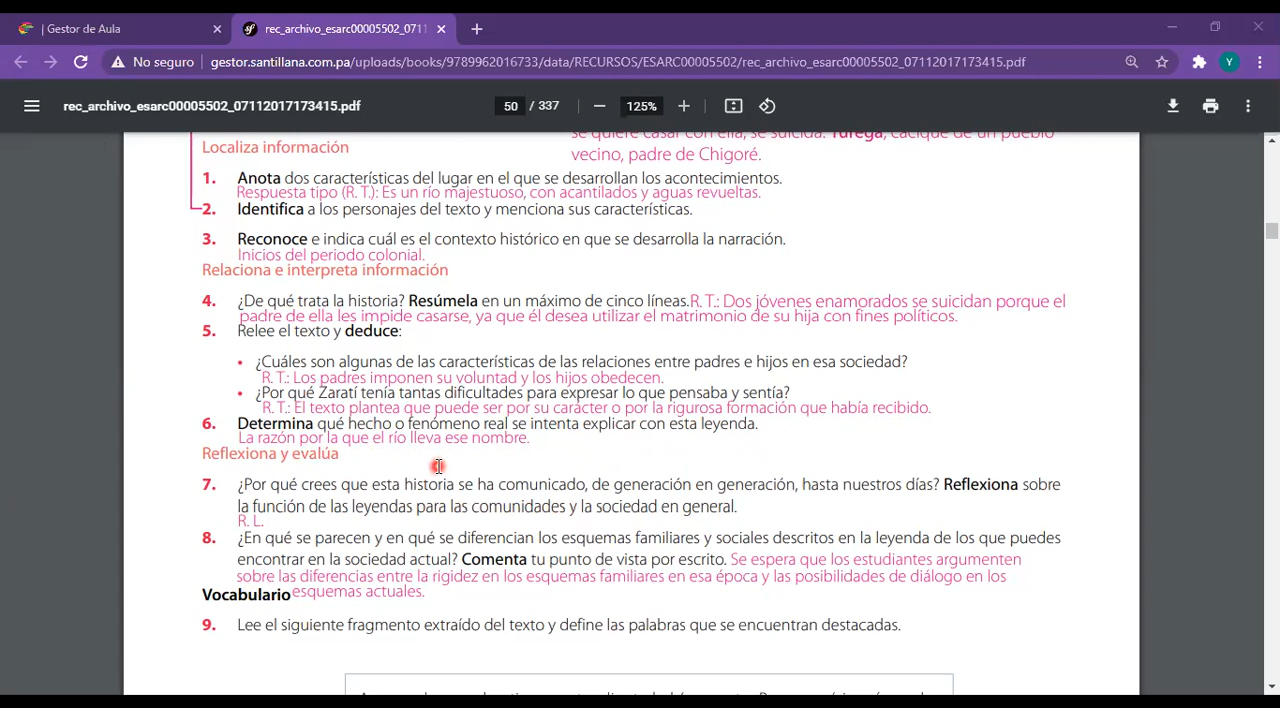 | Gestor de Aula
rec_archivo_esarc00005502_0711
No seguro
gestor.santillana.com.pa/uploads/books/9789962016733/data/RECURSOS/ESARC00005502/rec_archivo_esarc00005502_07112017173415.pdf
Y
rec_archivo_esarc00005502_07112017173415.pdf
50 / 337
125%
se quiere casar con ella, se suicida. Turega, cacique de un pueblo
vecino, padre de Chigoré.
Localiza información
1. Anota dos características del lugar en el que se desarrollan los acontecimientos.
Respuesta tipo (R. T.): Es un río majestuoso, con acantilados y aguas revueltas.
2. Identifica a los personajes del texto y menciona sus características.
3. Reconoce e indica cuál es el contexto histórico en que se desarrolla la narración.
Inicios del periodo colonial.
Relaciona e interpreta información
4. ¿De qué trata la historia? Resúmela en un máximo de cinco líneas. R. T.: Dos jóvenes enamorados se suicidan porque el
padre de ella les impide casarse, ya que él desea utilizar el matrimonio de su hija con fines políticos.
5. Relee el texto y deduce:
• ¿Cuáles son algunas de las características de las relaciones entre padres e hijos en esa sociedad?
R. T.: Los padres imponen su voluntad y los hijos obedecen.
• ¿Por qué Zaratí tenía tantas dificultades para expresar lo que pensaba y sentía?
R. T.: El texto plantea que puede ser por su carácter o por la rigurosa formación que había recibido.
6. Determina qué hecho o fenómeno real se intenta explicar con esta leyenda.
La razón por la que el río lleva ese nombre.
Reflexiona y evalúa
7. ¿Por qué crees que esta historia se ha comunicado, de generación en generación, hasta nuestros días? Reflexiona sobre
la función de las leyendas para las comunidades y la sociedad en general.
R. L.
8. ¿En qué se parecen y en qué se diferencian los esquemas familiares y sociales descritos en la leyenda de los que puedes
encontrar en la sociedad actual? Comenta tu punto de vista por escrito. Se espera que los estudiantes argumenten
sobre las diferencias entre la rigidez en los esquemas familiares en esa época y las posibilidades de diálogo en los
Vocabulario esquemas actuales.
9. Lee el siguiente fragmento extraído del texto y define las palabras que se encuentran destacadas.